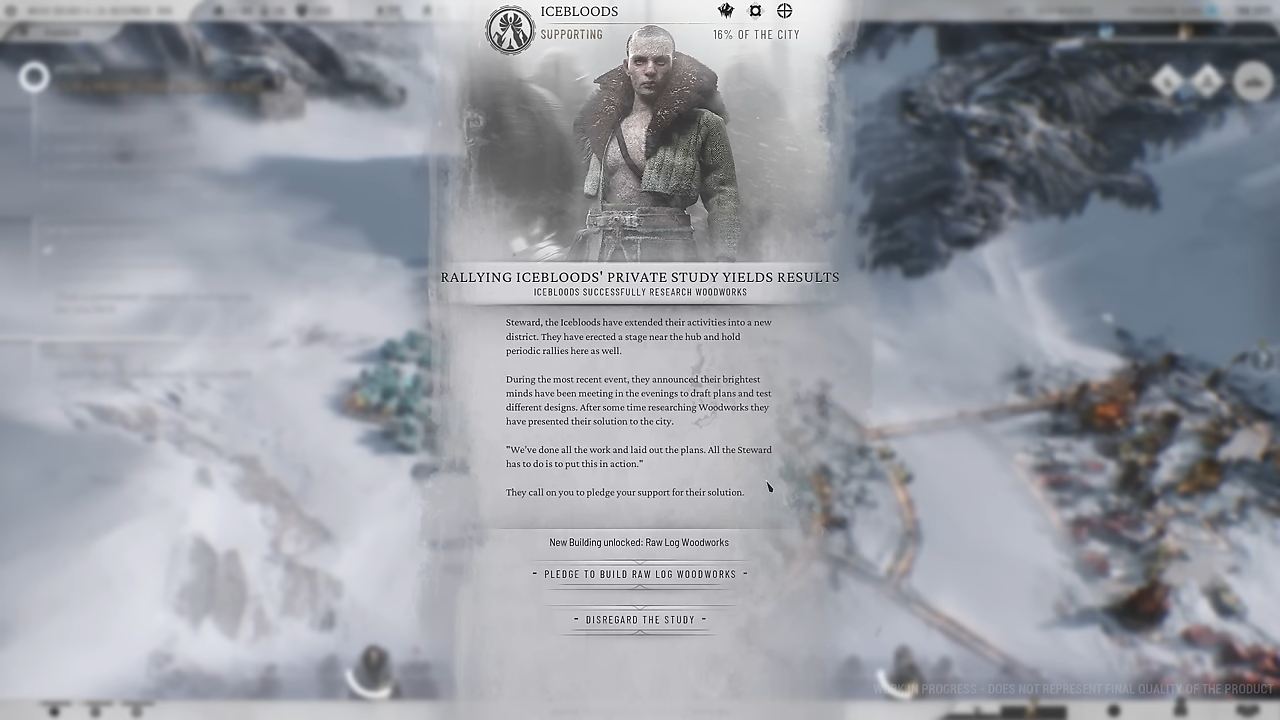 ICEBLOODS
SUPPORTING
16% OF THE CITY
RALLYING ICEBLOODS' PRIVATE STUDY YIELDS RESULTS
ICEBLOODS SUCCESSFULLY RESEARCH WOODWORKS
Steward, the Icebloods have extended their activities into a new
district. They have erected a stage near the hub and hold
periodic rallies here as well.
During the most recent event, they announced their brightest
minds have been meeting in the evenings to draft plans and test
different designs. After some time researching Woodworks they
have presented their solution to the city.
"We've done all the work and laid out the plans. All the Steward
has to do is to put this in action."
They call on you to pledge your support for their solution.
New Building unlocked: Raw Log Woodworks
- PLEDGE TO BUILD RAW LOG WOODWORKS -
- DISREGARD THE STUDY -
WORK IN PROGRESS - DOES NOT REPRESENT FINAL QUALITY OF THE PRODUCT